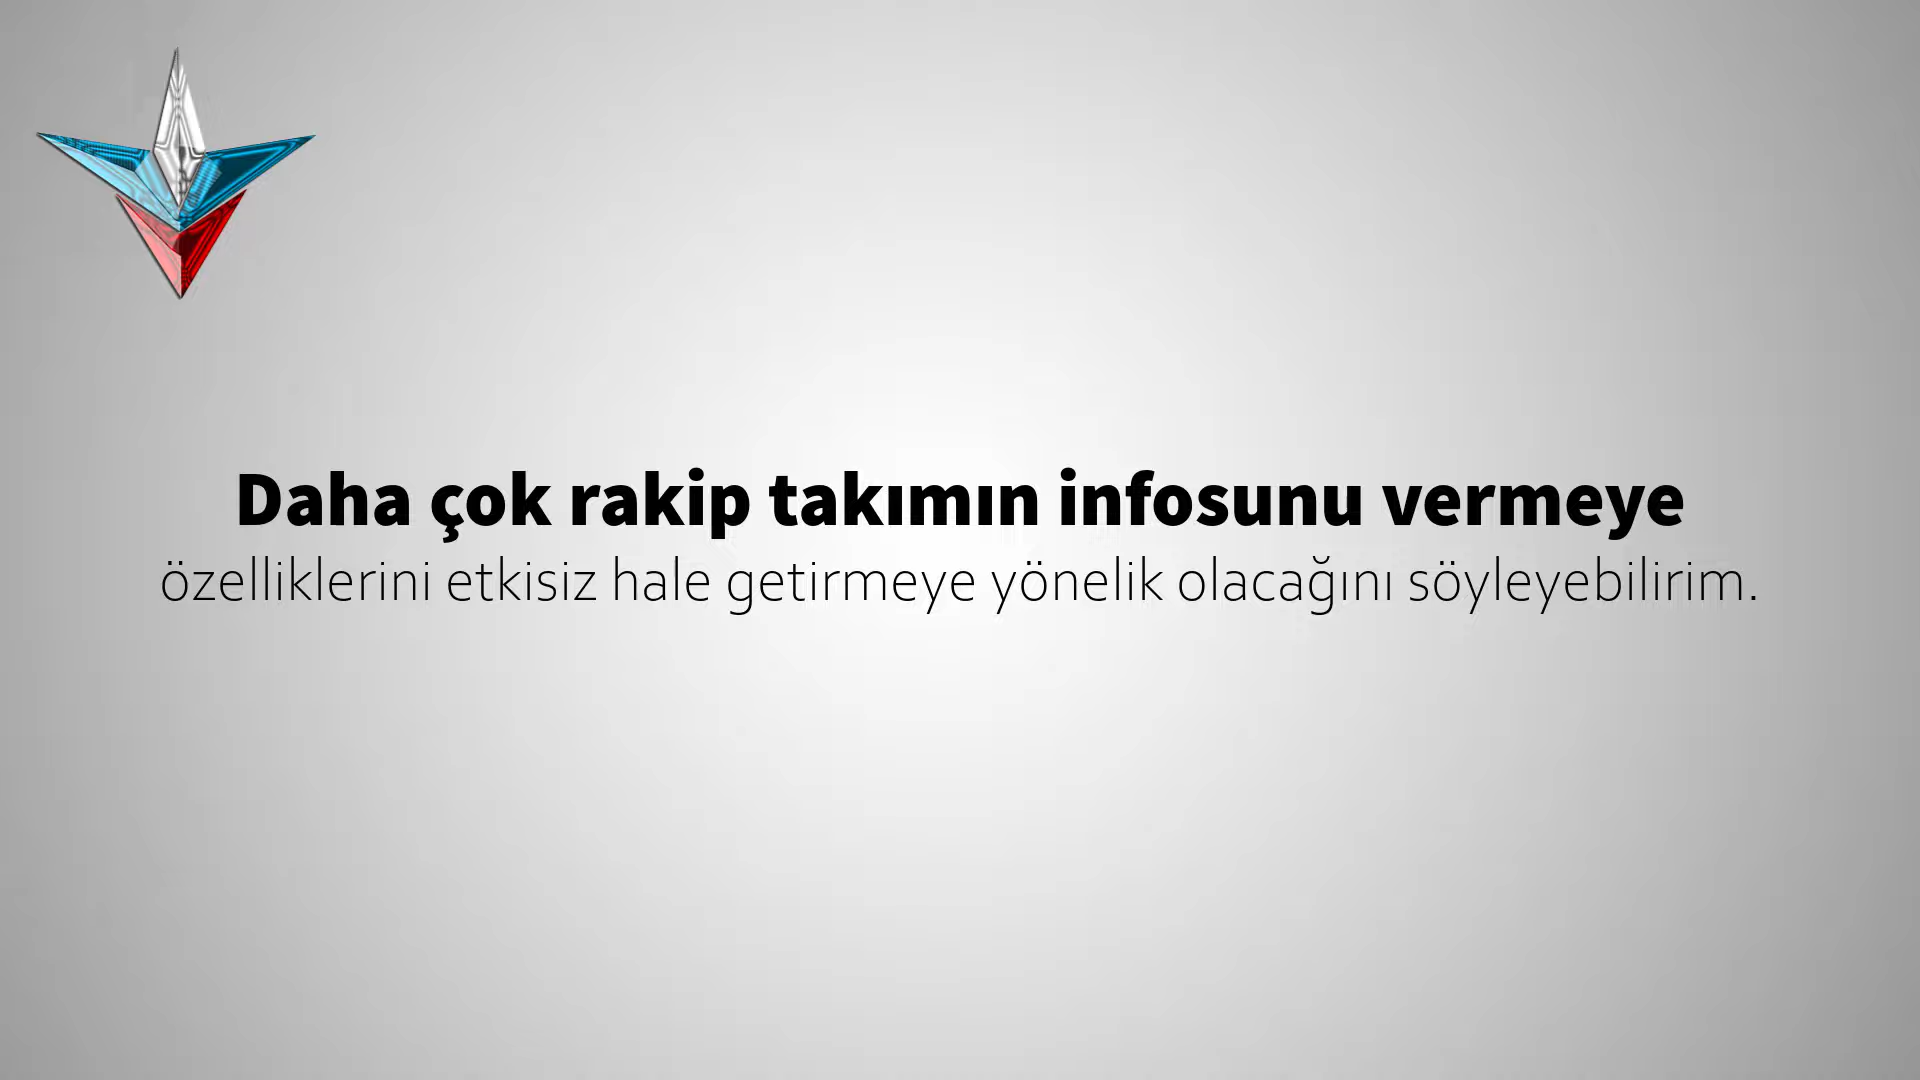 Daha çok rakip takımın infosunu vermeye
özelliklerini etkisiz hale getirmeye yönelik olacağını söyleyebilirim.